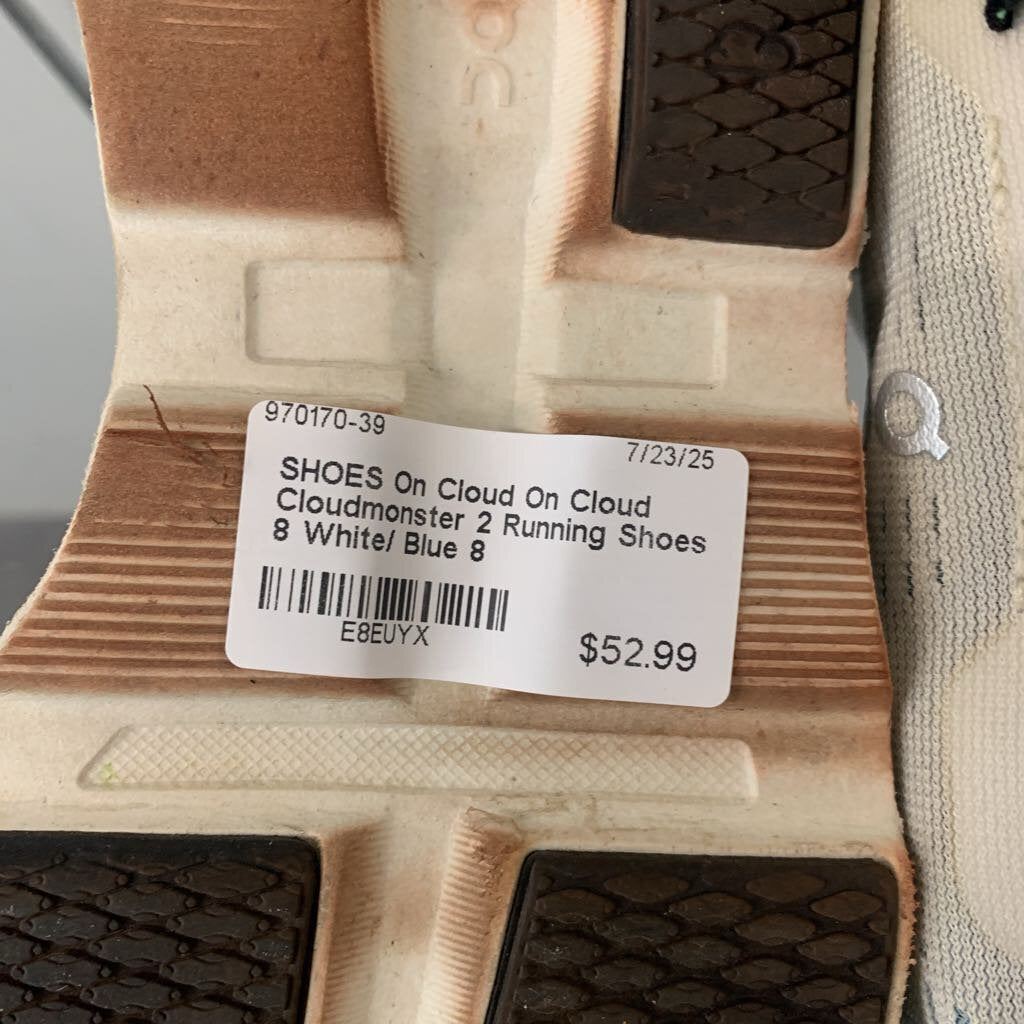 970170-39
7/23/25
SHOES On Cloud On Cloud
Cloudmonster 2 Running Shoes
8 White/ Blue 8
E8EUYX
$52.99